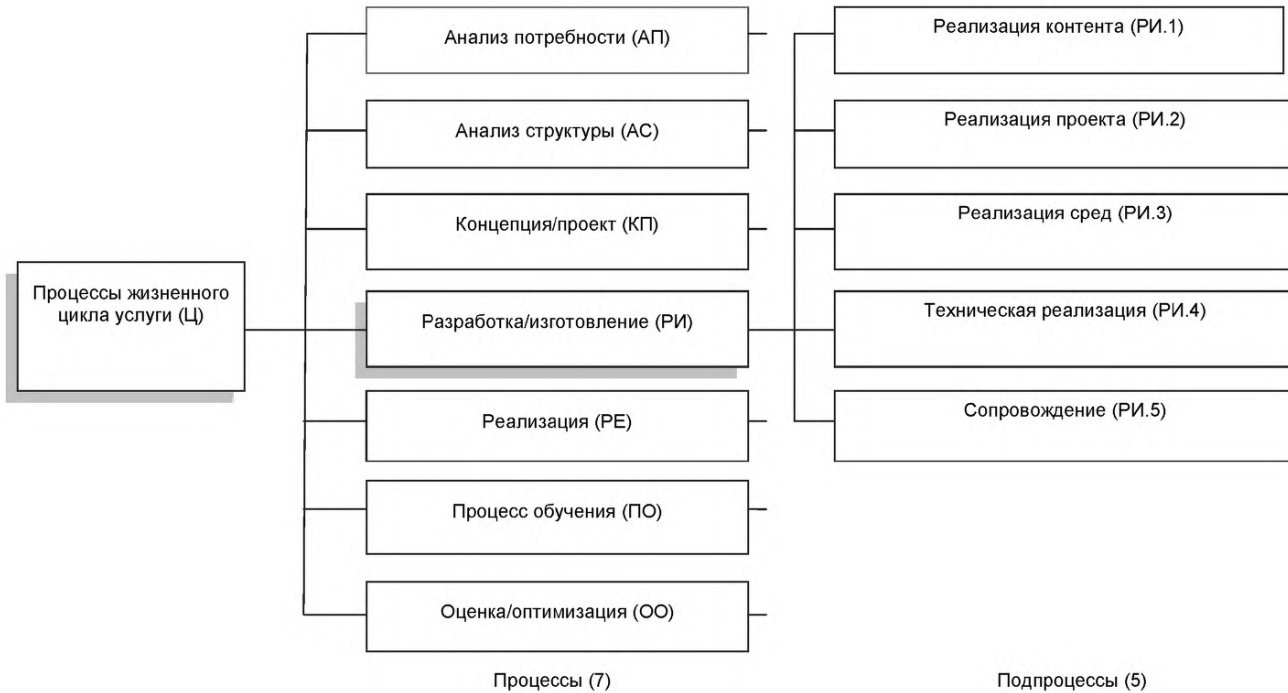 Процессы жизненного
цикла услуги (Ц)
Анализ потребности (АП)
Анализ структуры (АС)
Концепция/проект (КП)
Разработка/изготовление (РИ)
Реализация (РЕ)
Процесс обучения (ПО)
Оценка/оптимизация (ОО)
Процессы (7)
Реализация контента (РИ.1)
Реализация проекта (РИ.2)
Реализация сред (РИ.3)
Техническая реализация (РИ.4)
Сопровождение (РИ.5)
Подпроцессы (5)